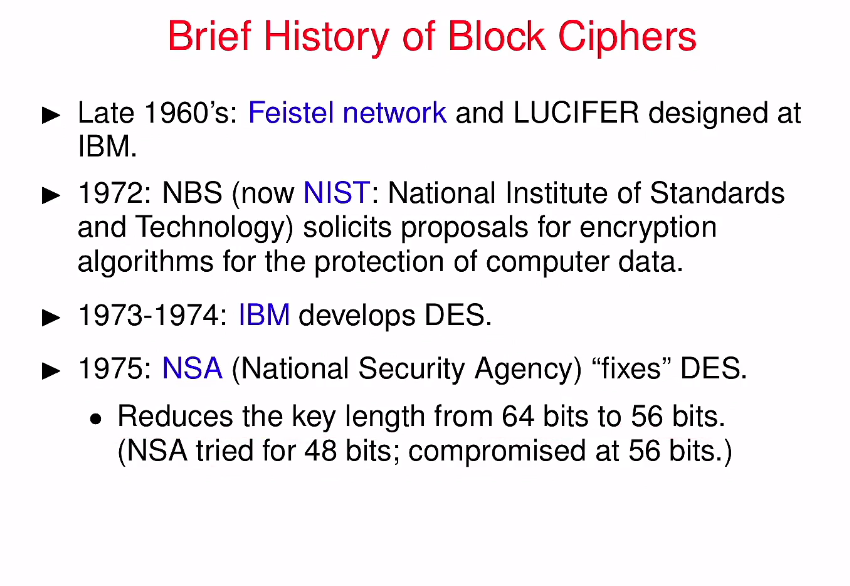 Brief History of Block Ciphers
▶ Late 1960's: Feistel network and LUCIFER designed at
IBM.
▶ 1972: NBS (now NIST: National Institute of Standards
and Technology) solicits proposals for encryption
algorithms for the protection of computer data.
▶ 1973-1974: IBM develops DES.
▶ 1975: NSA (National Security Agency) “fixes” DES.
• Reduces the key length from 64 bits to 56 bits.
(NSA tried for 48 bits; compromised at 56 bits.)